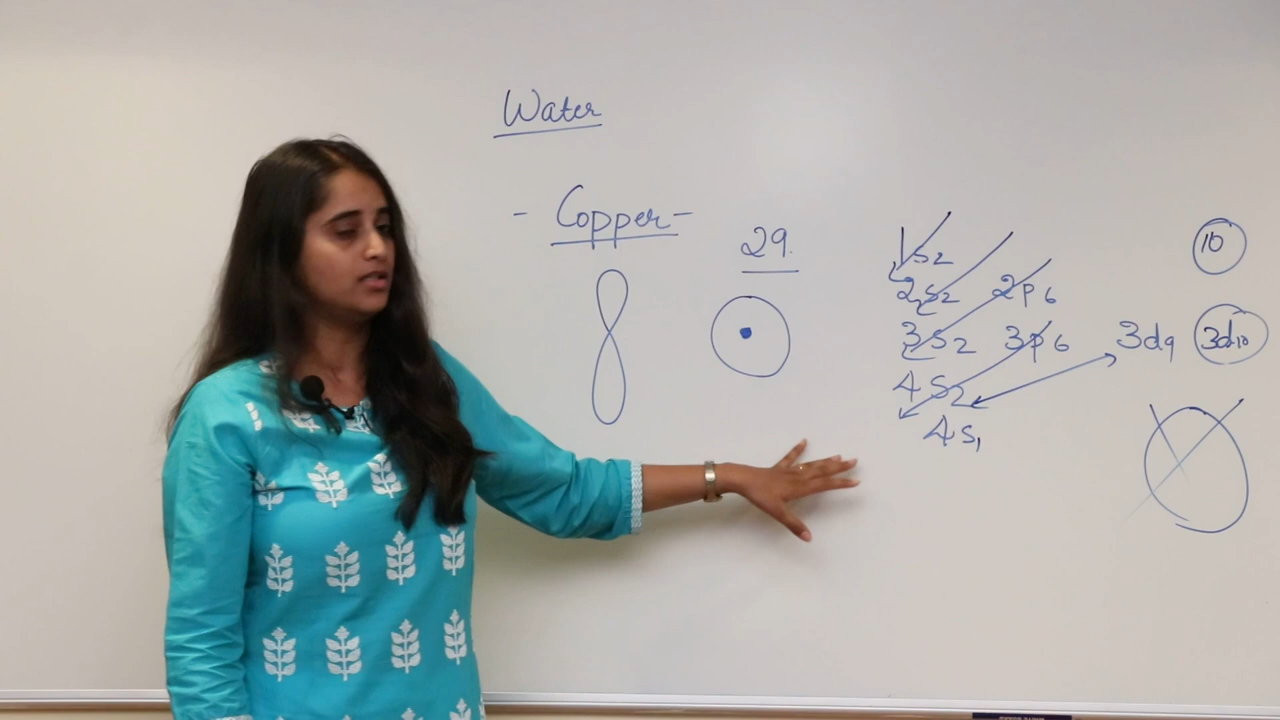 Water
- Copper -
29.
1s2
2s2 2p6
3s2 3p6 3d9 3d10
4s2
4s1
10